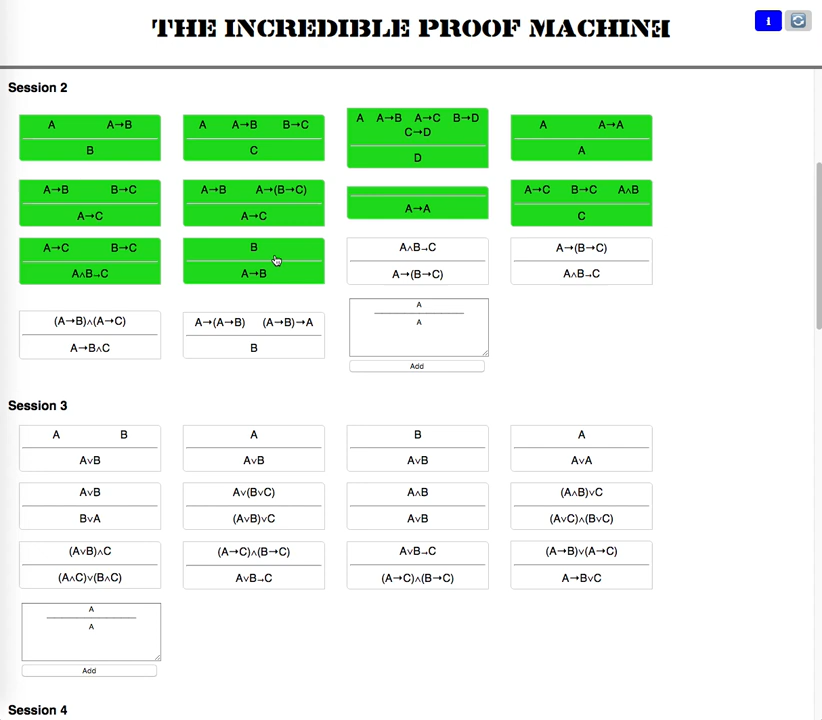 THE INCREDIBLE PROOF MACHINE
i
Session 2
A A→B
B
A A→B B→C
C
A A→B A→C B→D
C→D
D
A A→A
A
A→B B→C
A→C
A→B A→(B→C)
A→C
A→A
A→C B→C A∧B
C
A→C B→C
A∧B→C
B
A→B
A∧B→C
A→(B→C)
A→(B→C)
A∧B→C
(A→B)∧(A→C)
A→B∧C
A→(A→B) (A→B)→A
B
A
A
Add
Session 3
A B
A∨B
A
A∨B
B
A∨B
A
A∨A
A∨B
B∨A
A∨(B∨C)
(A∨B)∨C
A∧B
A∨B
(A∧B)∨C
(A∨C)∧(B∨C)
(A∨B)∧C
(A∧C)∨(B∧C)
(A→C)∧(B→C)
A∨B→C
A∨B→C
(A→C)∧(B→C)
(A→B)∨(A→C)
A→B∨C
A
A
Add
Session 4